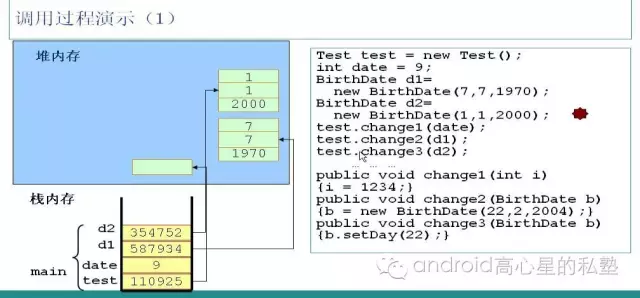 调用过程演示（1）
堆内存
1
1
2000
7
7
1970
栈内存
d2
354752
d1
587934
main
date
9
test
110925
Test test = new Test();
int date = 9;
BirthDate d1=
new BirthDate(7,7,1970);
BirthDate d2=
new BirthDate(1,1,2000);
test.change1(date);
test.change2(d1);
test.change3(d2);
… … …
public void change1(int i)
{i = 1234;}
public void change2(BirthDate b)
{b = new BirthDate(22,2,2004);}
public void change3(BirthDate b)
{b.setDay(22);}
android高心星的私塾